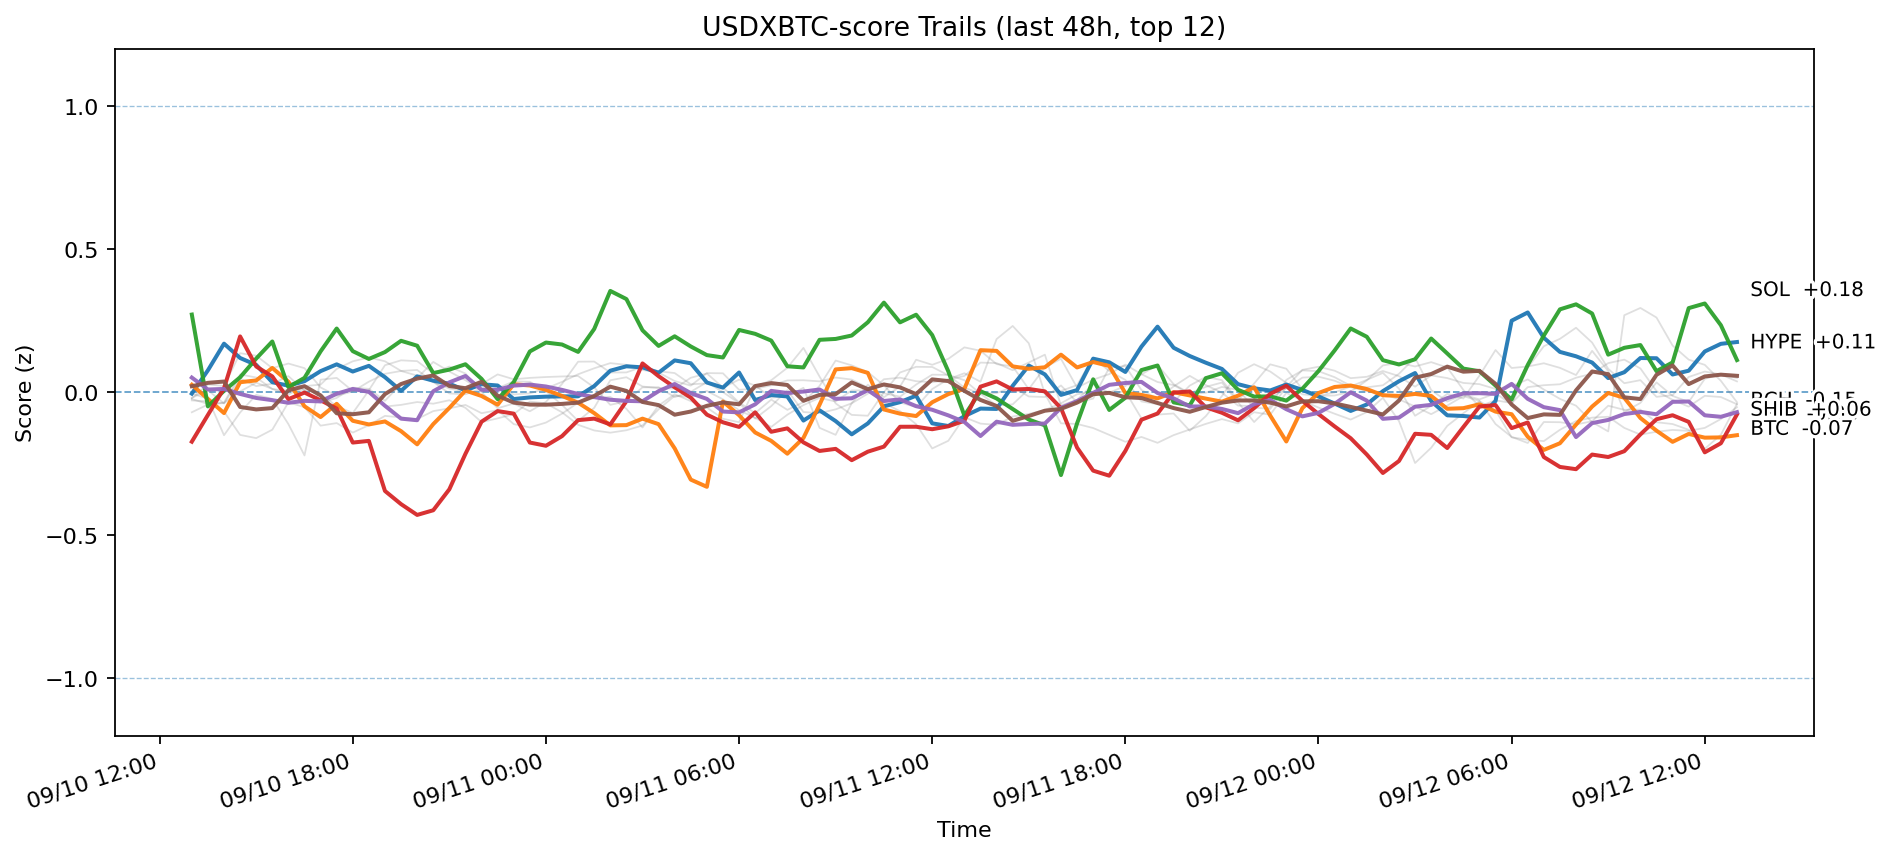 USDXBTC-score Trails (last 48h, top 12)
Score (z)
1.0
0.5
0.0
−0.5
−1.0
SOL +0.18
HYPE +0.11
SHIB +0.06
BTC -0.07
09/10 12:00
09/10 18:00
09/11 00:00
09/11 06:00
09/11 12:00
09/11 18:00
09/12 00:00
09/12 06:00
09/12 12:00
Time